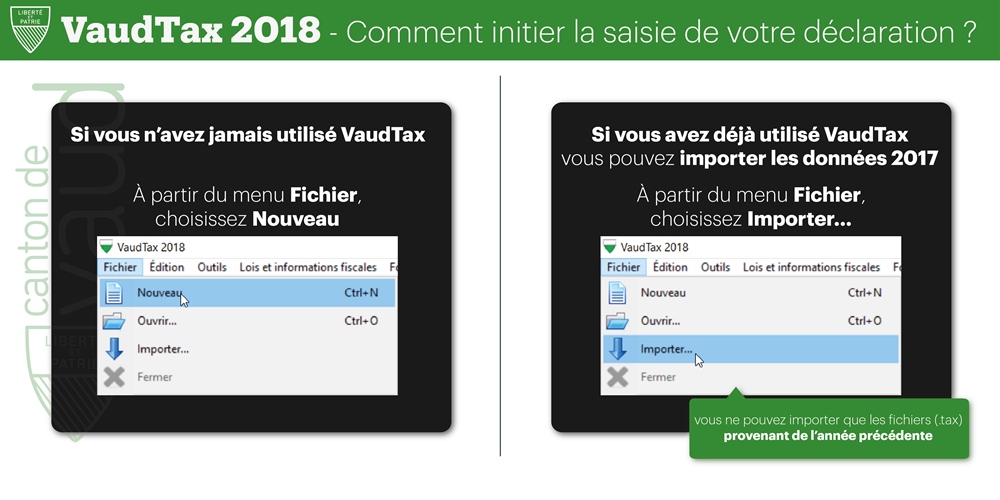 LIBERTÉ
ET
PATRIE
VaudTax 2018 - Comment initier la saisie de votre déclaration ?
canton de
vaud
LIBERTÉ
ET
PATRIE
Si vous n'avez jamais utilisé VaudTax
À partir du menu Fichier,
choisissez Nouveau
VaudTax 2018
Fichier Édition Outils Lois et informations fiscales Fo
Nouveau Ctrl+N
Ouvrir... Ctrl+O
Importer...
Fermer
Si vous avez déjà utilisé VaudTax
vous pouvez importer les données 2017
À partir du menu Fichier,
choisissez Importer...
VaudTax 2018
Fichier Édition Outils Lois et informations fiscales F
Nouveau Ctrl+N
Ouvrir... Ctrl+O
Importer...
Fermer
vous ne pouvez importer que les fichiers (.tax)
provenant de l'année précédente